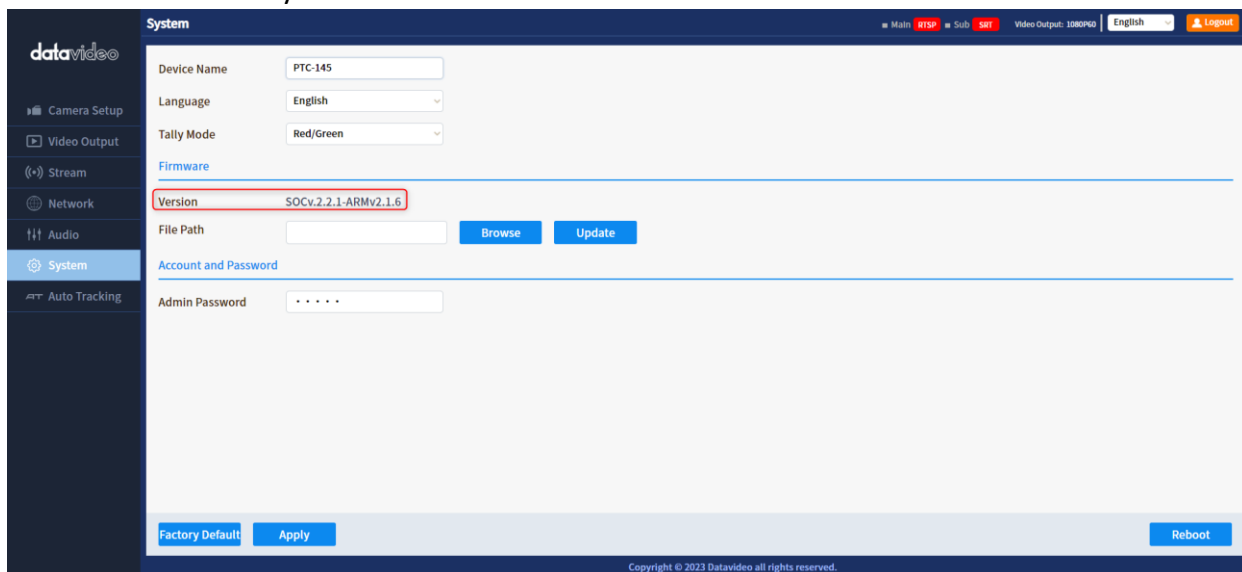 datavideo
System
Main RTSP Sub SRT Video Output: 1080P60 English Logout
Camera Setup
Video Output
Stream
Network
Audio
System
Auto Tracking
Device Name PTC-145
Language English
Tally Mode Red/Green
Firmware
Version SOCv.2.2.1-ARMv2.1.6
File Path Browse Update
Account and Password
Admin Password • • • • •
Factory Default Apply Reboot
Copyright © 2023 Datavideo all rights reserved.